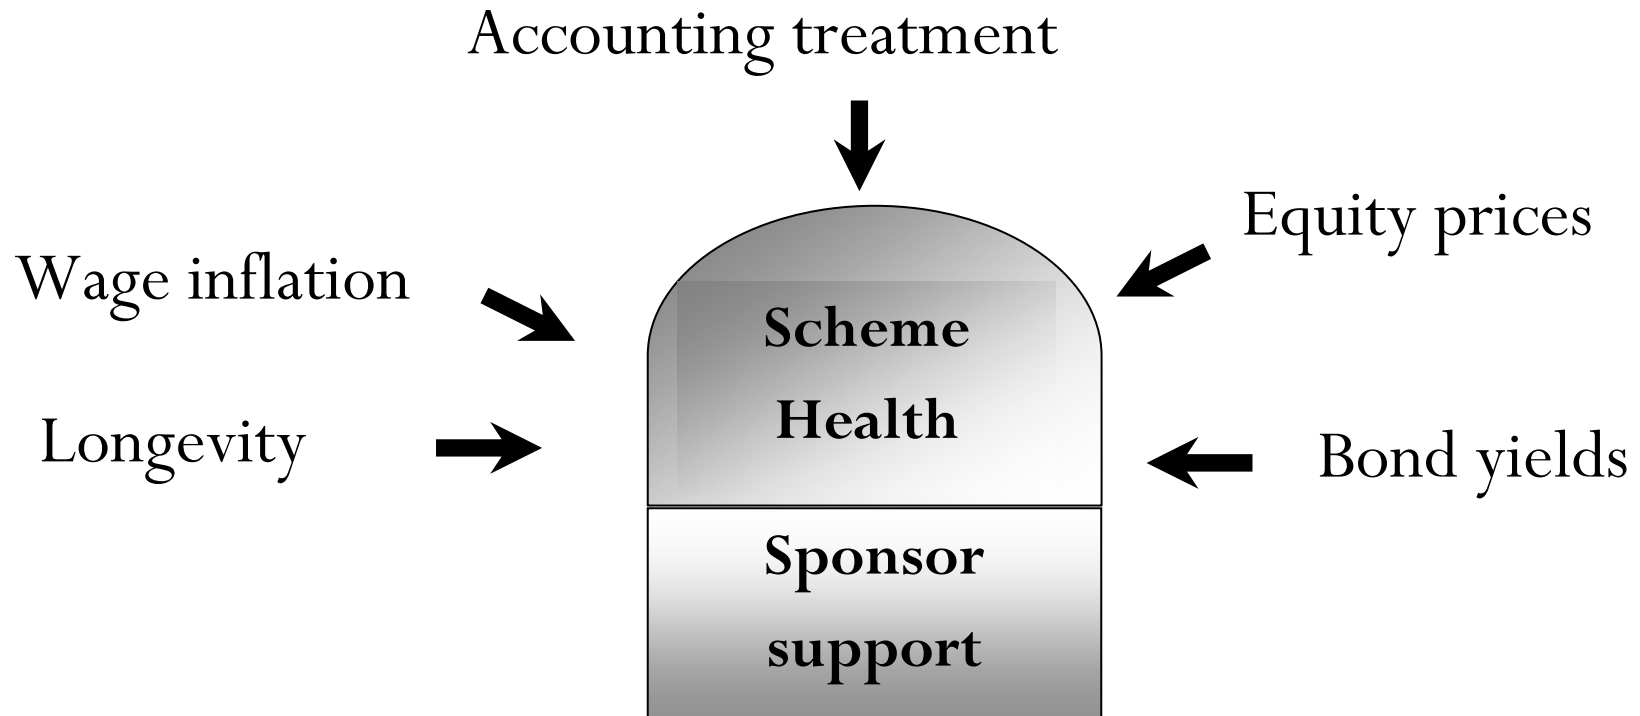 Accounting treatment
Equity prices
Wage inflation
Scheme
Health
Longevity
Bond yields
Sponsor
support